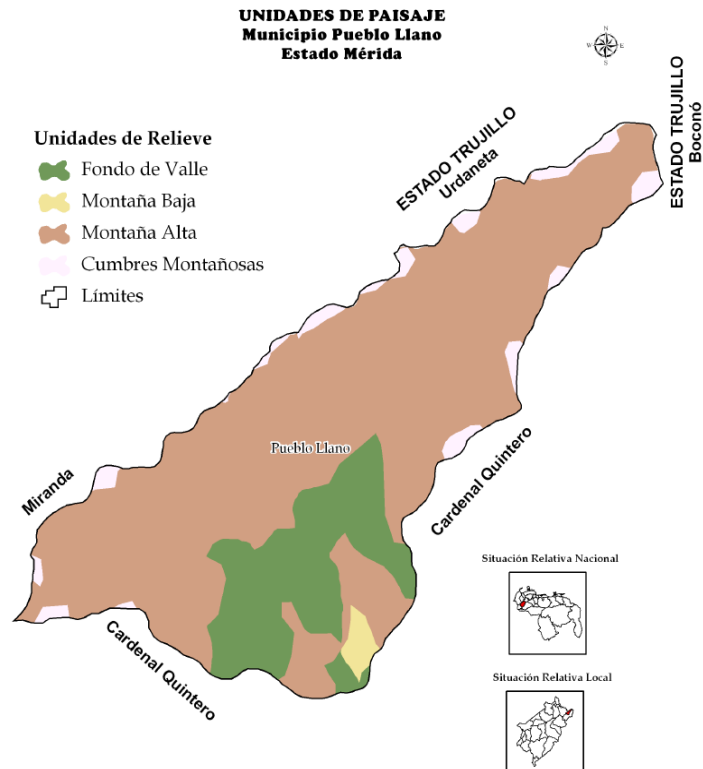 UNIDADES DE PAISAJE
Municipio Pueblo Llano
Estado Mérida
N
W
E
S
ESTADO TRUJILLO
Boconó
ESTADO TRUJILLO
Urdaneta
Unidades de Relieve
Fondo de Valle
Montaña Baja
Montaña Alta
Cumbres Montañosas
Límites
Pueblo Llano
Miranda
Cardenal Quintero
Cardenal Quintero
Situación Relativa Nacional
Situación Relativa Local